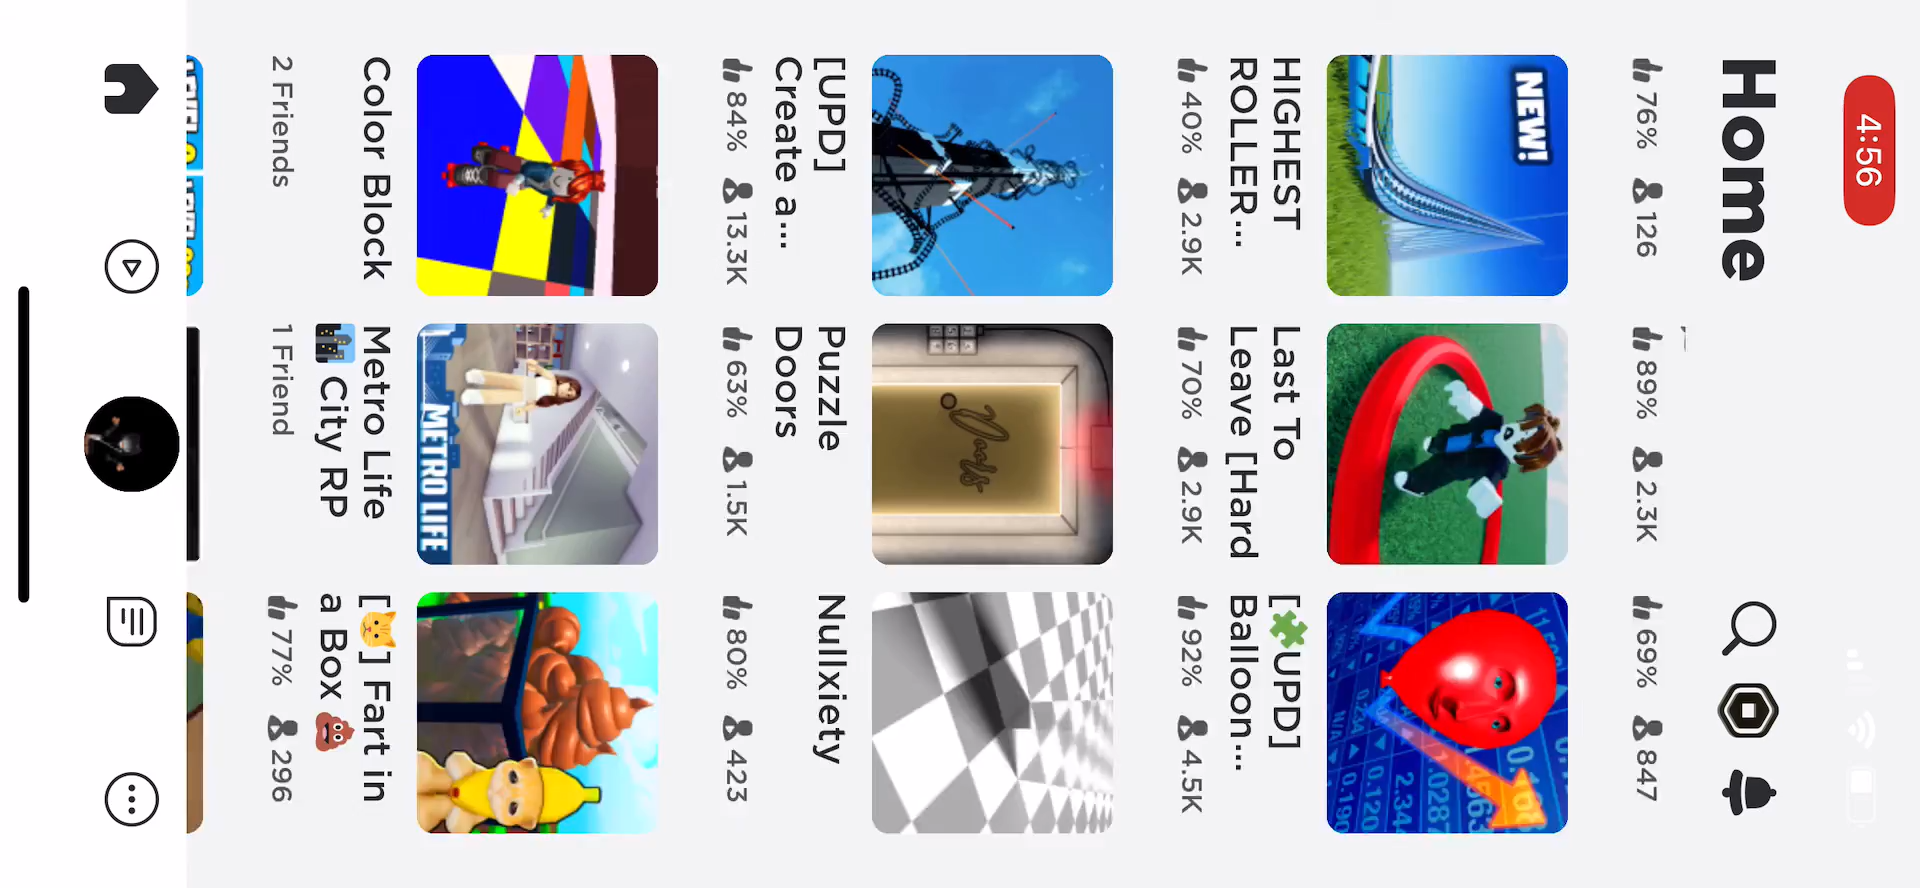 4:56
Home
76% 126
89% 2.3K
69% 847
NEW!
HIGHEST
ROLLER...
40% 2.9K
Last To
Leave [Hard
70% 2.9K
[🧩UPD]
Balloon...
92% 4.5K
[UPD]
Create a...
84% 13.3K
Doors
Puzzle
Doors
63% 1.5K
Nullxiety
80% 423
METRO LIFE
Color Block
2 Friends
Metro Life
🏙️ City RP
1 Friend
[🐱] Fart in
a Box 💩
77% 296